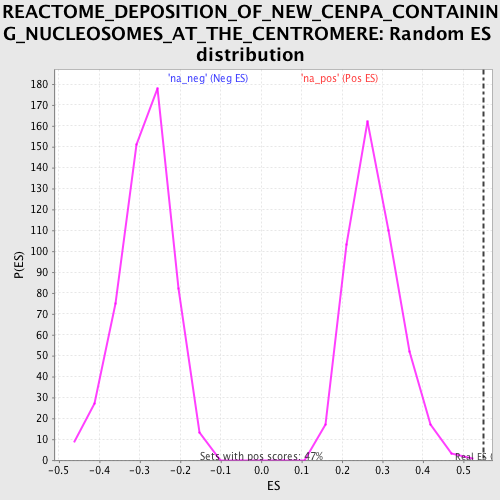 REACTOME_DEPOSITION_OF_NEW_CENPA_CONTAININ
G_NUCLEOSOMES_AT_THE_CENTROMERE: Random ES
distribution
'na_neg' (Neg ES) 'na_pos' (Pos ES)
180
170
160
150
140
130
120
110
100
90
80
70
60
50
40
30
20
10
0
P(ES)
Sets with pos scores: 47% Real ES (
-0.5 -0.4 -0.3 -0.2 -0.1 0.0 0.1 0.2 0.3 0.4 0.5
ES